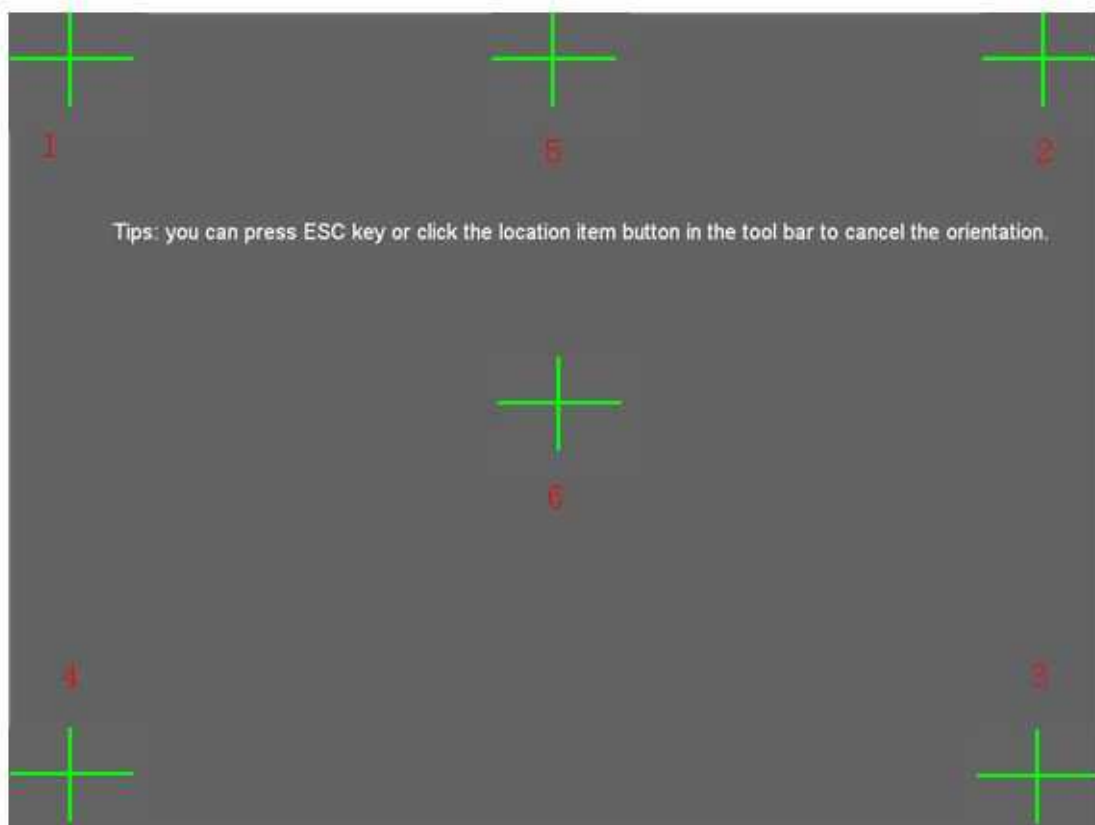 1 5 2
Tips: you can press ESC key or click the location item button in the tool bar to cancel the orientation.
6
4 3